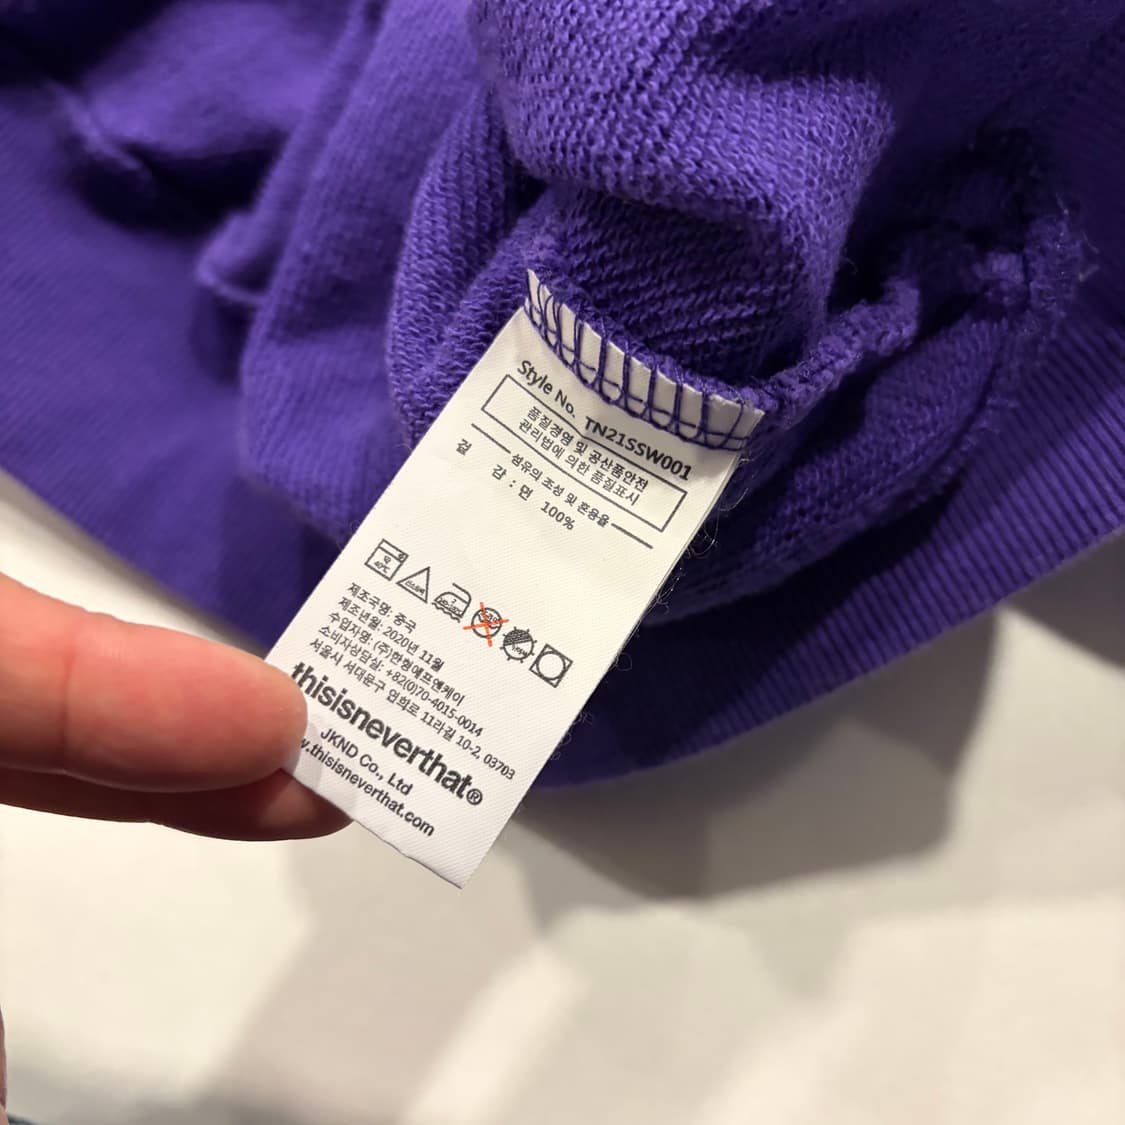 Style No. TN21SSW001
품질경영 및 공산품안전
관리법에 의한 품질표시
섬유의 조성 및 혼용율
겉 감 : 면 100%
제조국명: 중국
제조년월: 2020년 11월
수입자명: (주)한형에프엔케이
소비자상담실: +82(0)70-4015-0014
서울시 서대문구 연희로 11라길 10-2, 03703
thisisneverthat®
JKND Co., Ltd
w.thisisneverthat.com